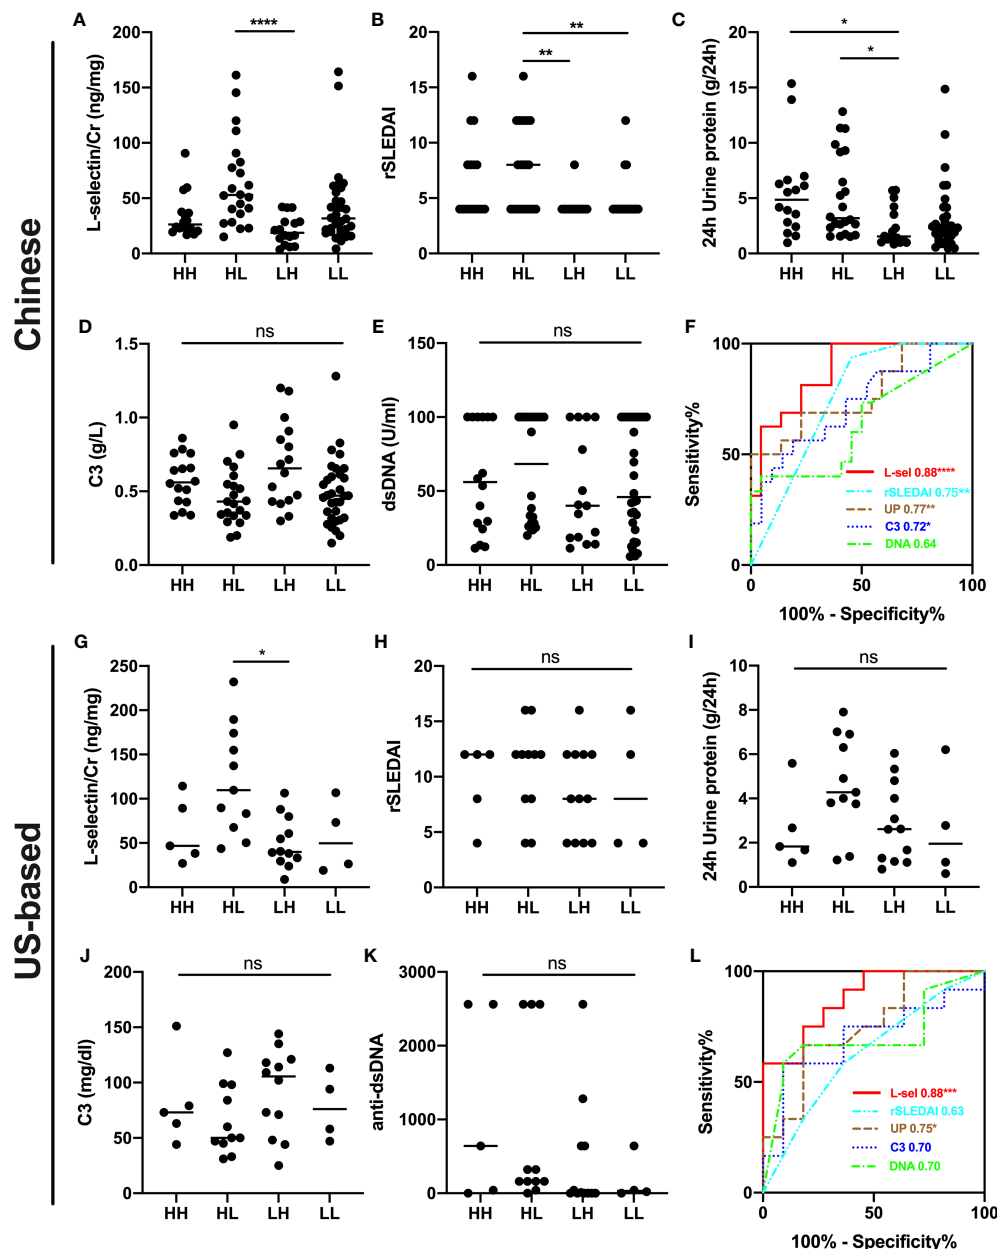 Chinese
US-based
A
L-selectin/Cr (ng/mg)
200
150
100
50
0
****
HH HL LH LL
B
rSLEDAI
20
15
10
5
0
**
**
HH HL LH LL
C
24h Urine protein (g/24h)
20
15
10
5
0
*
*
HH HL LH LL
D
C3 (g/L)
1.5
1.0
0.5
0.0
ns
HH HL LH LL
E
dsDNA (U/ml)
150
100
50
0
ns
HH HL LH LL
F
Sensitivity%
100
50
0
L-sel 0.88****
rSLEDAI 0.75**
UP 0.77**
C3 0.72*
DNA 0.64
0 50 100
100% - Specificity%
G
L-selectin/Cr (ng/mg)
250
200
150
100
50
0
*
HH HL LH LL
H
rSLEDAI
20
15
10
5
0
ns
HH HL LH LL
I
24h Urine protein (g/24h)
10
8
6
4
2
0
ns
HH HL LH LL
J
C3 (mg/dl)
200
150
100
50
0
ns
HH HL LH LL
K
anti-dsDNA
3000
2000
1000
0
ns
HH HL LH LL
L
Sensitivity%
100
50
0
L-sel 0.88***
rSLEDAI 0.63
UP 0.75*
C3 0.70
DNA 0.70
0 50 100
100% - Specificity%